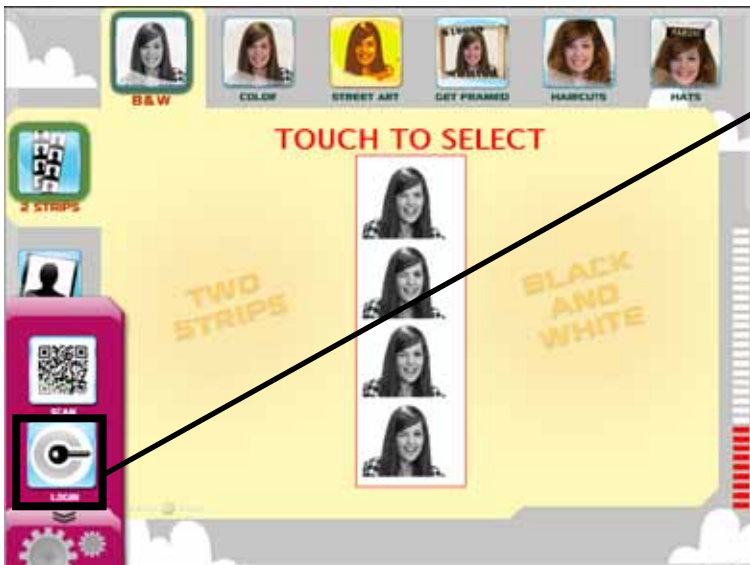 B&W
COLOR
STREET ART
GET FRAMED
HAIRCUTS
HATS
TOUCH TO SELECT
2 STRIPS
TWO
STRIPS
BLACK
AND
WHITE
SCAN
LOGIN